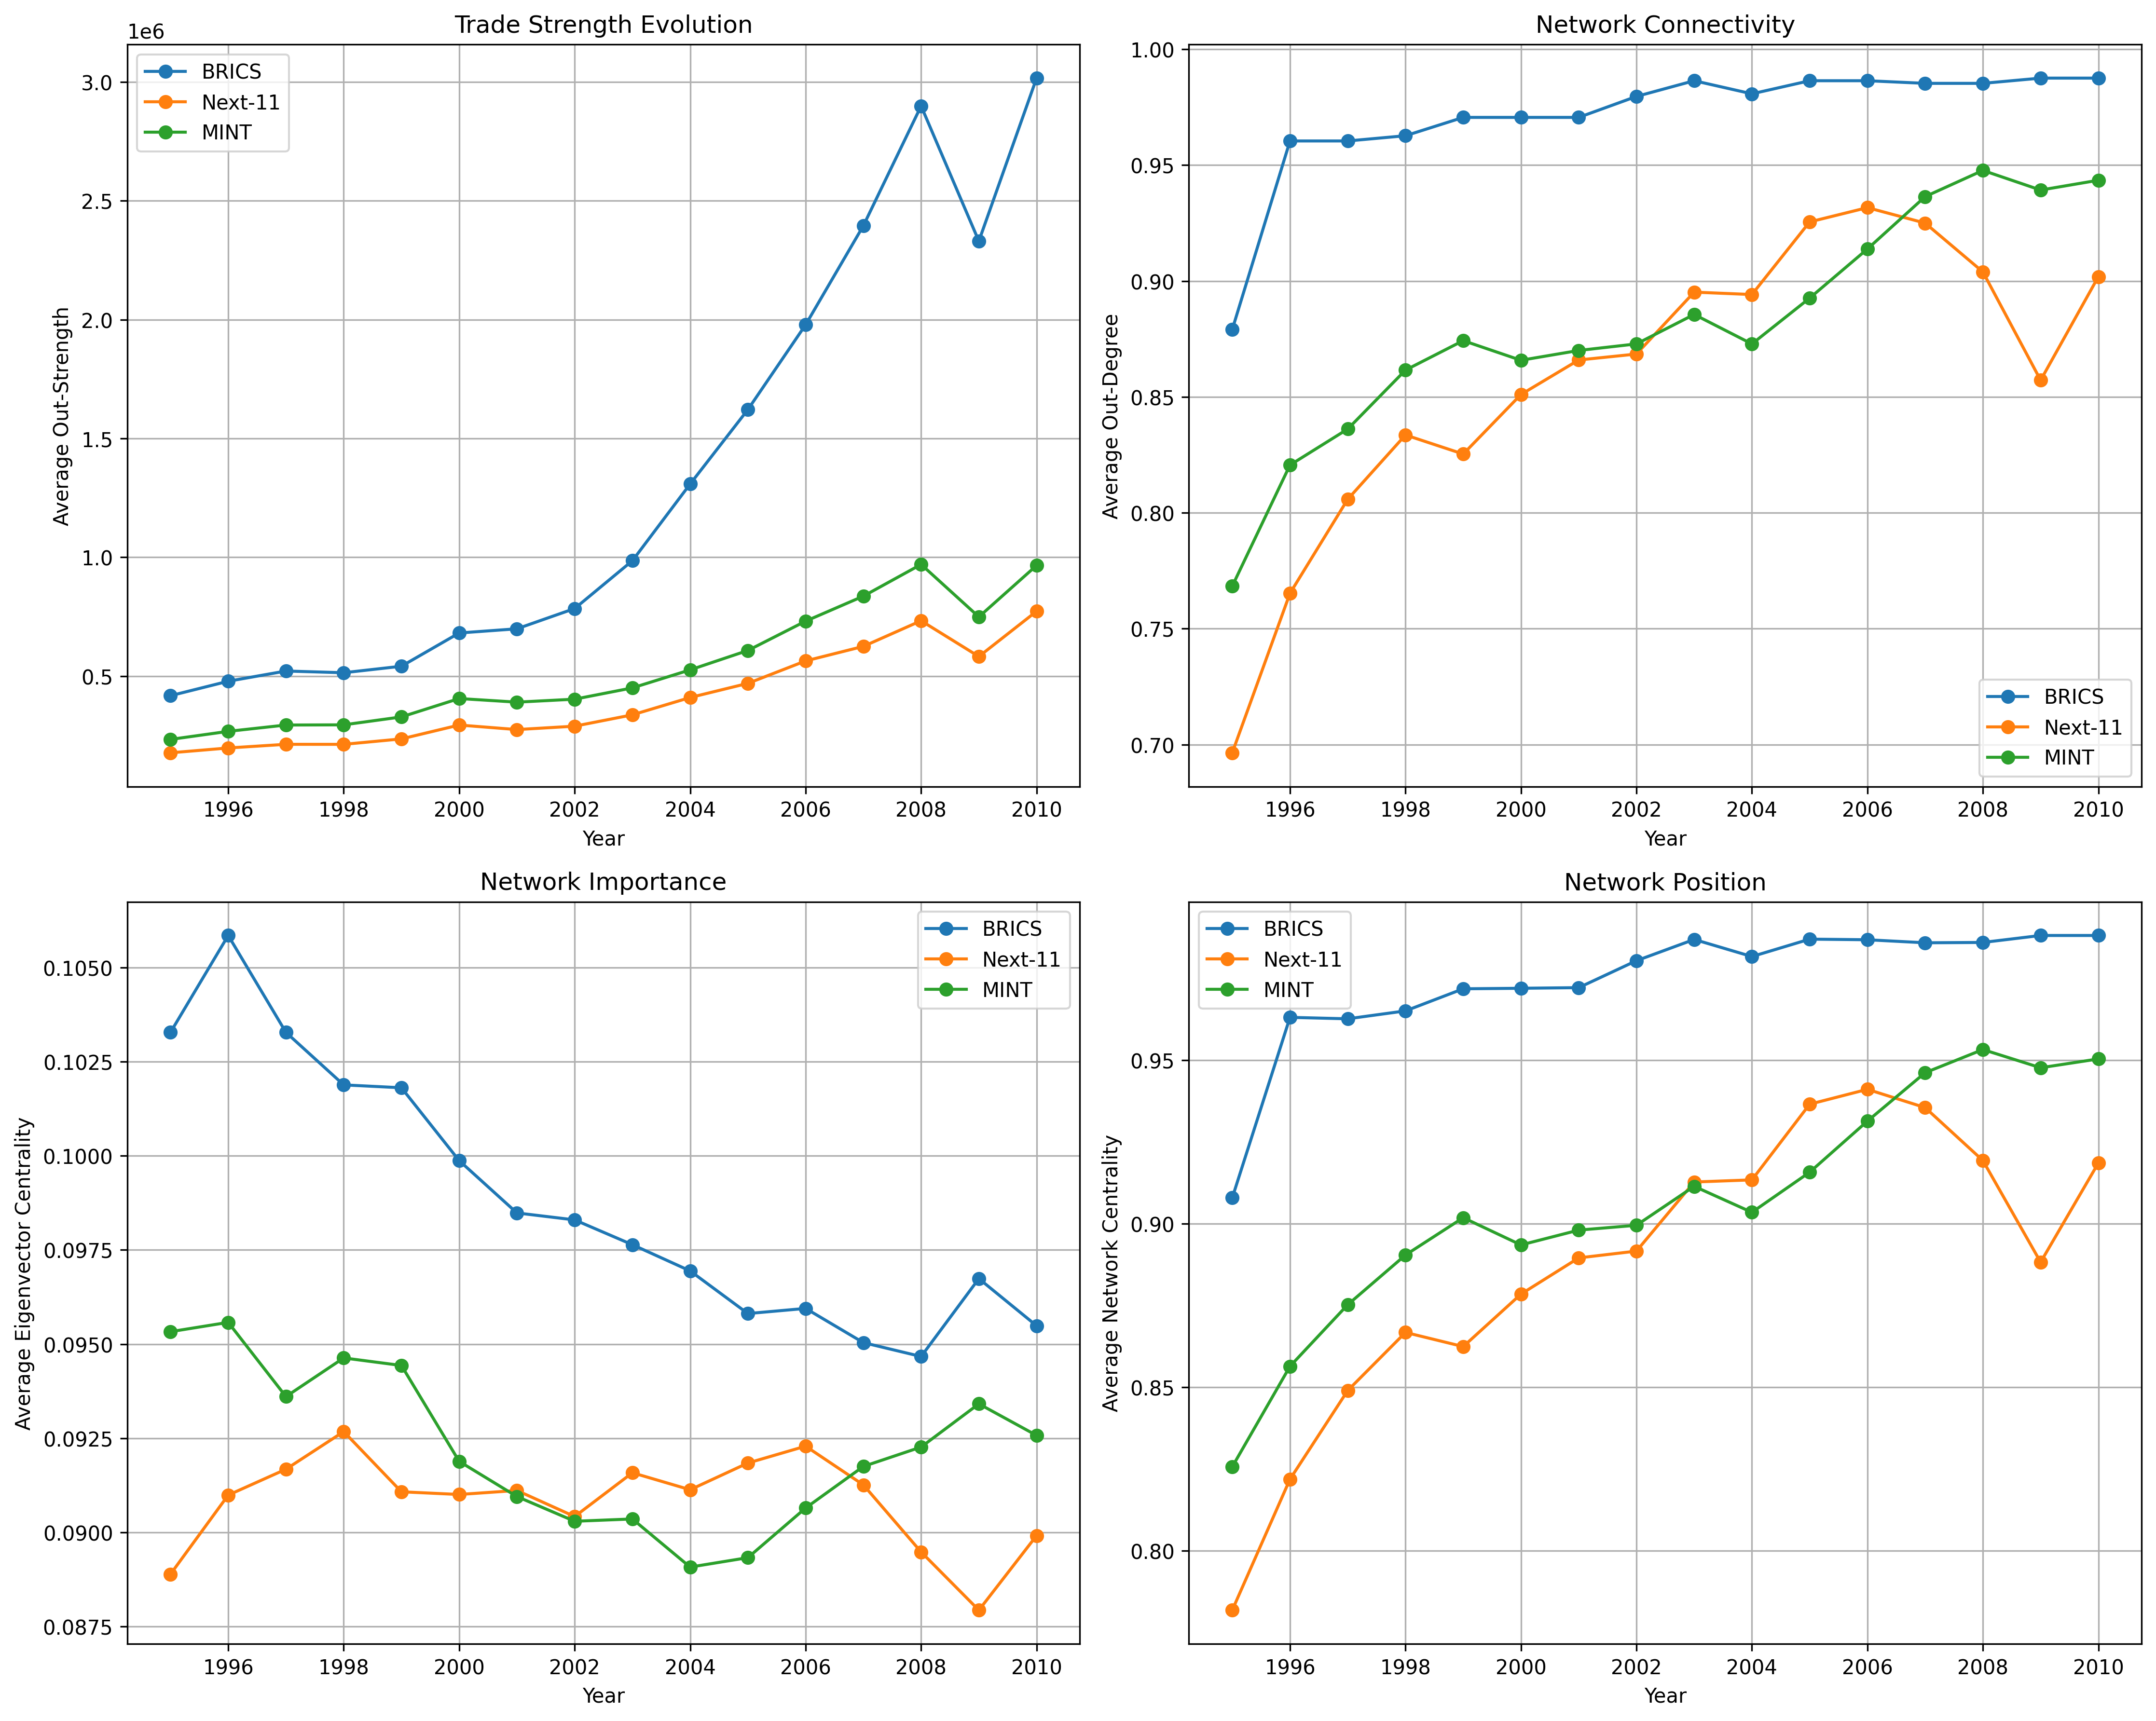 Trade Strength Evolution
1e6
BRICS
Next-11
MINT
3.0
2.5
2.0
1.5
1.0
0.5
Average Out-Strength
1996 1998 2000 2002 2004 2006 2008 2010
Year
Network Connectivity
1.00
0.95
0.90
0.85
0.80
0.75
0.70
Average Out-Degree
BRICS
Next-11
MINT
1996 1998 2000 2002 2004 2006 2008 2010
Year
Network Importance
BRICS
Next-11
MINT
0.1050
0.1025
0.1000
0.0975
0.0950
0.0925
0.0900
0.0875
Average Eigenvector Centrality
1996 1998 2000 2002 2004 2006 2008 2010
Year
Network Position
BRICS
Next-11
MINT
0.95
0.90
0.85
0.80
Average Network Centrality
1996 1998 2000 2002 2004 2006 2008 2010
Year